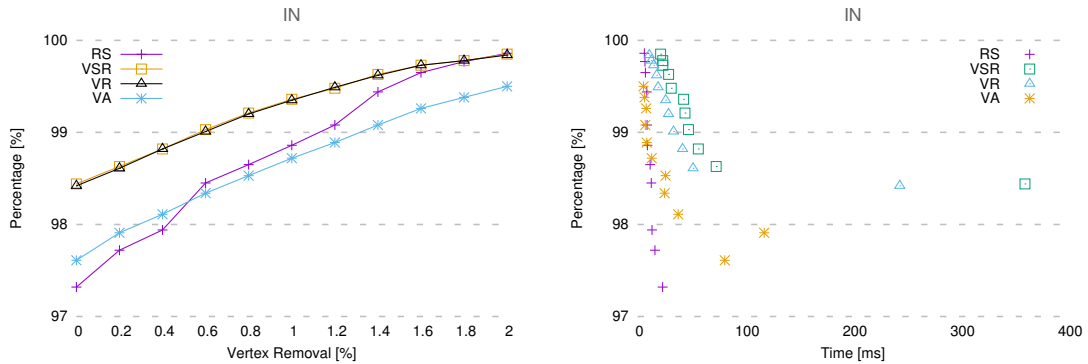 IN
100
99
98
97
Percentage [%]
RS
VSR
VR
VA
0 0.2 0.4 0.6 0.8 1 1.2 1.4 1.6 1.8 2
Vertex Removal [%]
IN
100
99
98
97
Percentage [%]
RS
VSR
VR
VA
0 100 200 300 400
Time [ms]